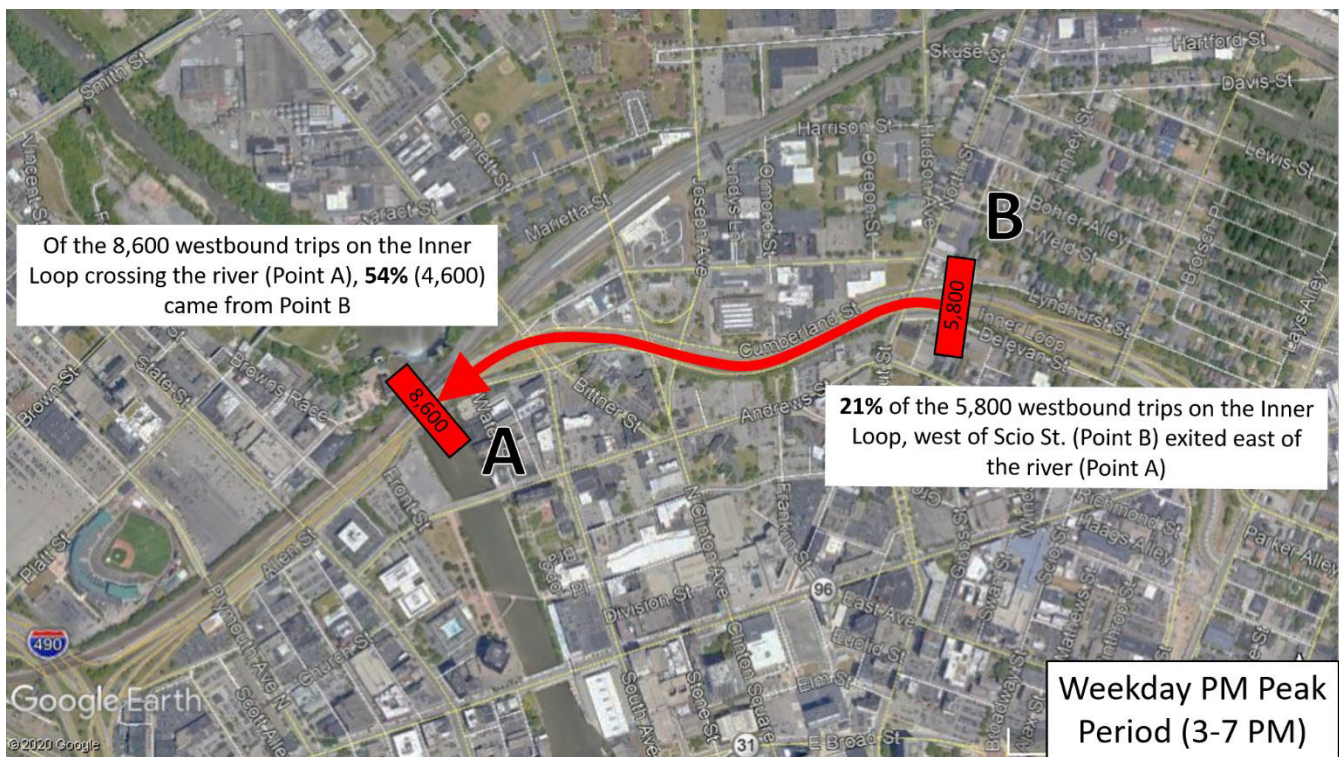 Smith St
Skuse St
Hartford St
Davis St
Emmett St
Harrison St
Hudson Ave
North St
Lewis St
Vincent St
Joseph Ave
Ormond St
Oregon St
Finney St
Marietta St
B
Bohrer Alley
Weld St
Brotsch Pl
Of the 8,600 westbound trips on the Inner
Loop crossing the river (Point A), 54% (4,600)
came from Point B
Lays Alley
5,800
Lyndhurst St
Cumberland St
Inner Loop
Delevan St
Brown St
State St
Browns Race
8,600
Bittner St
Andrews St
A
21% of the 5,800 westbound trips on the Inner
Loop, west of Scio St. (Point B) exited east of
the river (Point A)
Front St
N Clinton Ave
Franklin St
Richmond St
Haags Alley
Scio St
Parker Alley
Platt St
Allen St
Division St
96
East Ave
Swan St
Mathews St
490
Plymouth Ave N
Church St
Euclid St
Elm St
Google Earth
Scott Alley
South Ave
Stone St
Clinton Square
Broadway St
Weekday PM Peak
Period (3-7 PM)
©2020 Google
31
E Broad St